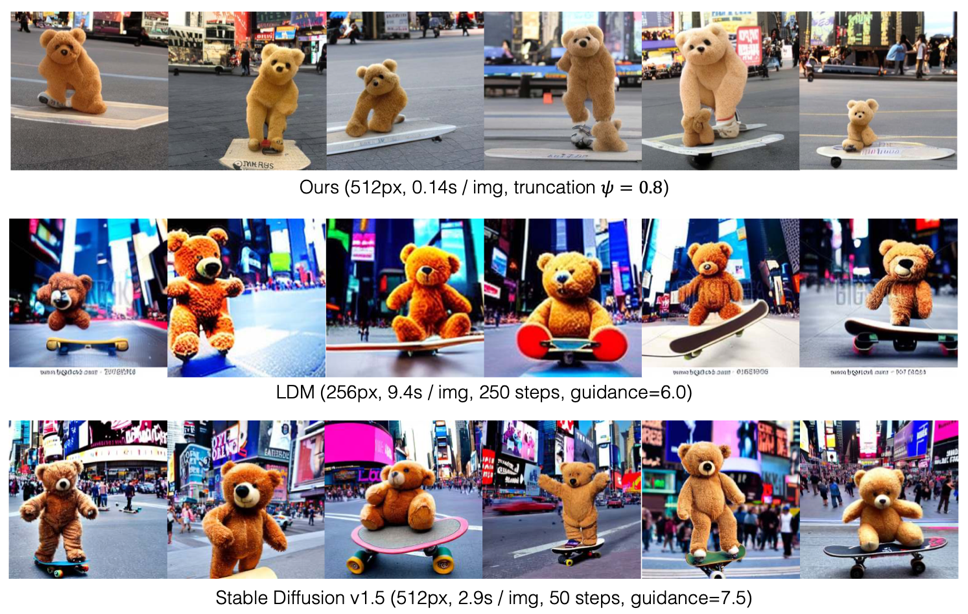 Ours (512px, 0.14s / img, truncation 𝝍 = 0.8)
LDM (256px, 9.4s / img, 250 steps, guidance=6.0)
Stable Diffusion v1.5 (512px, 2.9s / img, 50 steps, guidance=7.5)